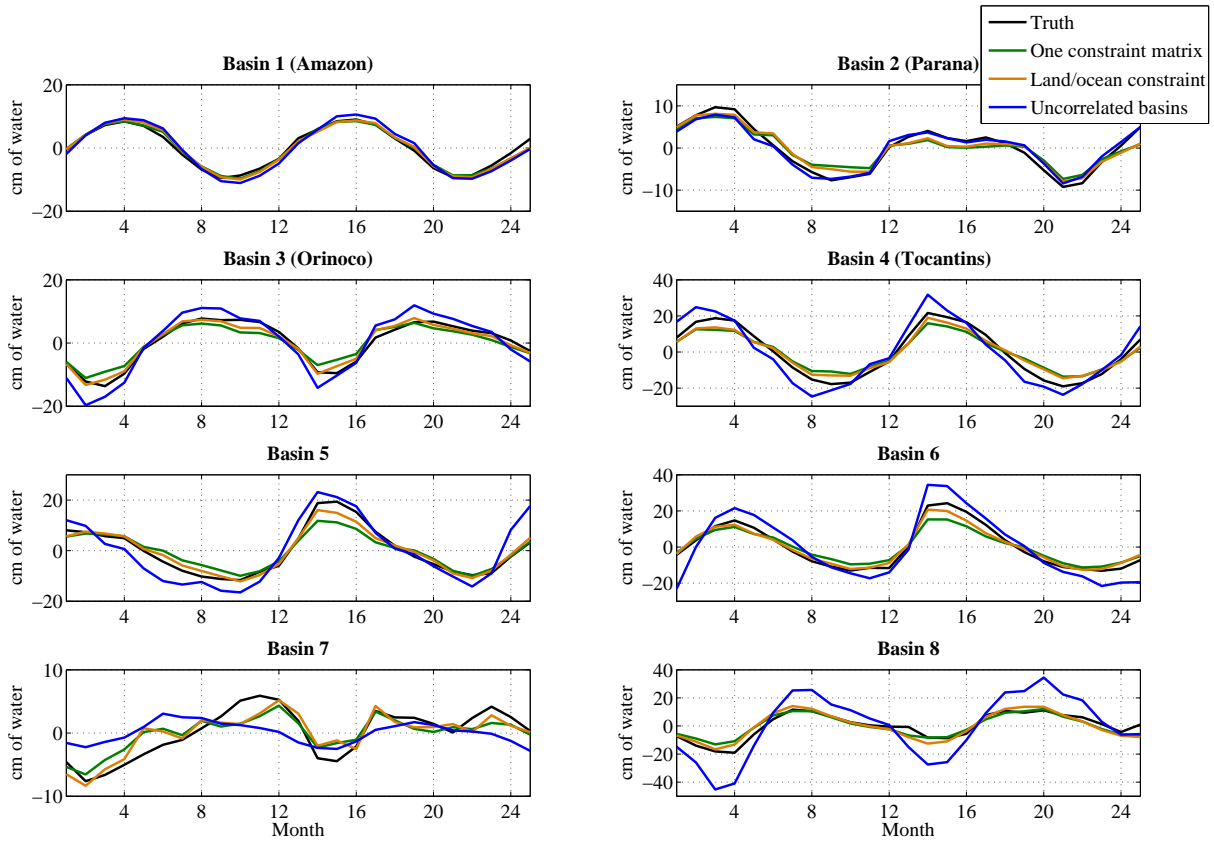 Truth
One constraint matrix
Land/ocean constraint
Uncorrelated basins
Basin 1 (Amazon)
cm of water
20
0
−20
4 8 12 16 20 24
Basin 2 (Parana)
cm of water
10
0
−10
4 8 12 16 20 24
Basin 3 (Orinoco)
cm of water
20
0
−20
4 8 12 16 20 24
Basin 4 (Tocantins)
cm of water
40
20
0
−20
4 8 12 16 20 24
Basin 5
cm of water
20
0
−20
4 8 12 16 20 24
Basin 6
cm of water
40
20
0
−20
4 8 12 16 20 24
Basin 7
cm of water
10
0
−10
4 8 12 16 20 24
Month
Basin 8
cm of water
40
20
0
−20
−40
4 8 12 16 20 24
Month